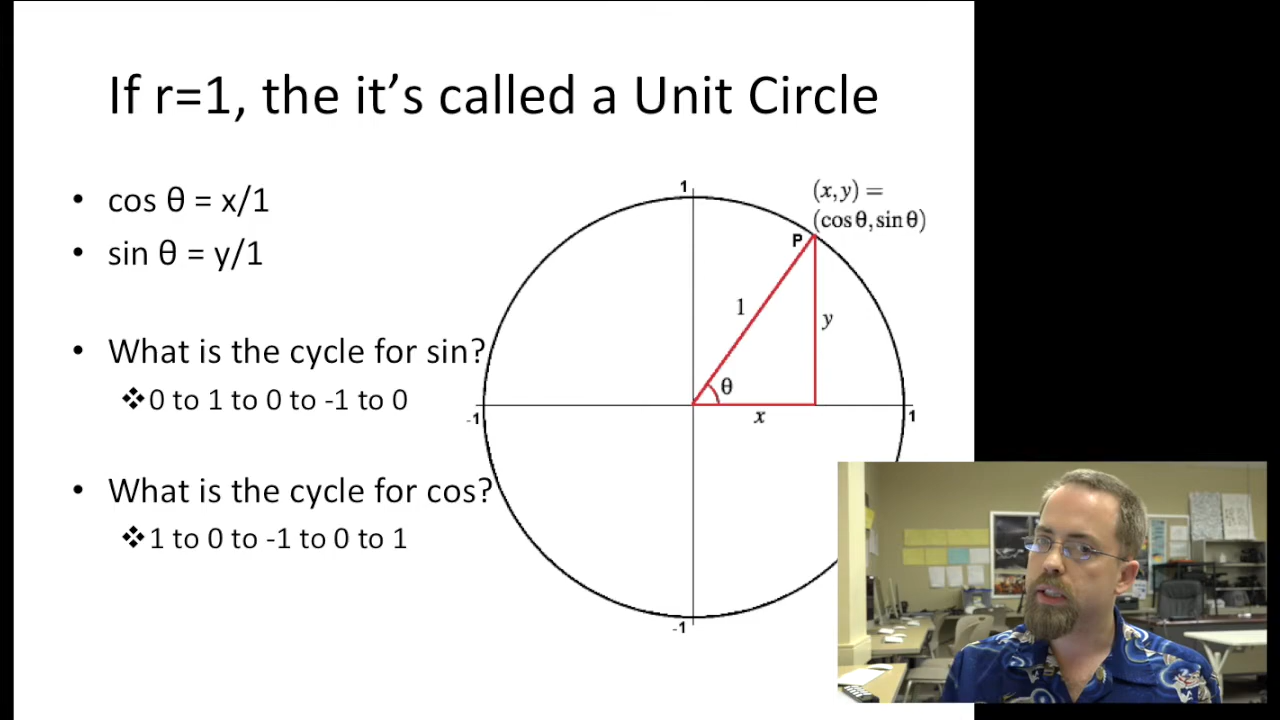 If r=1, the it’s called a Unit Circle
• cos θ = x/1
• sin θ = y/1
• What is the cycle for sin?
❖0 to 1 to 0 to -1 to 0
• What is the cycle for cos?
❖1 to 0 to -1 to 0 to 1
1
(x,y) =
(cosθ,sinθ)
P
1
y
θ
-1
x
1
-1